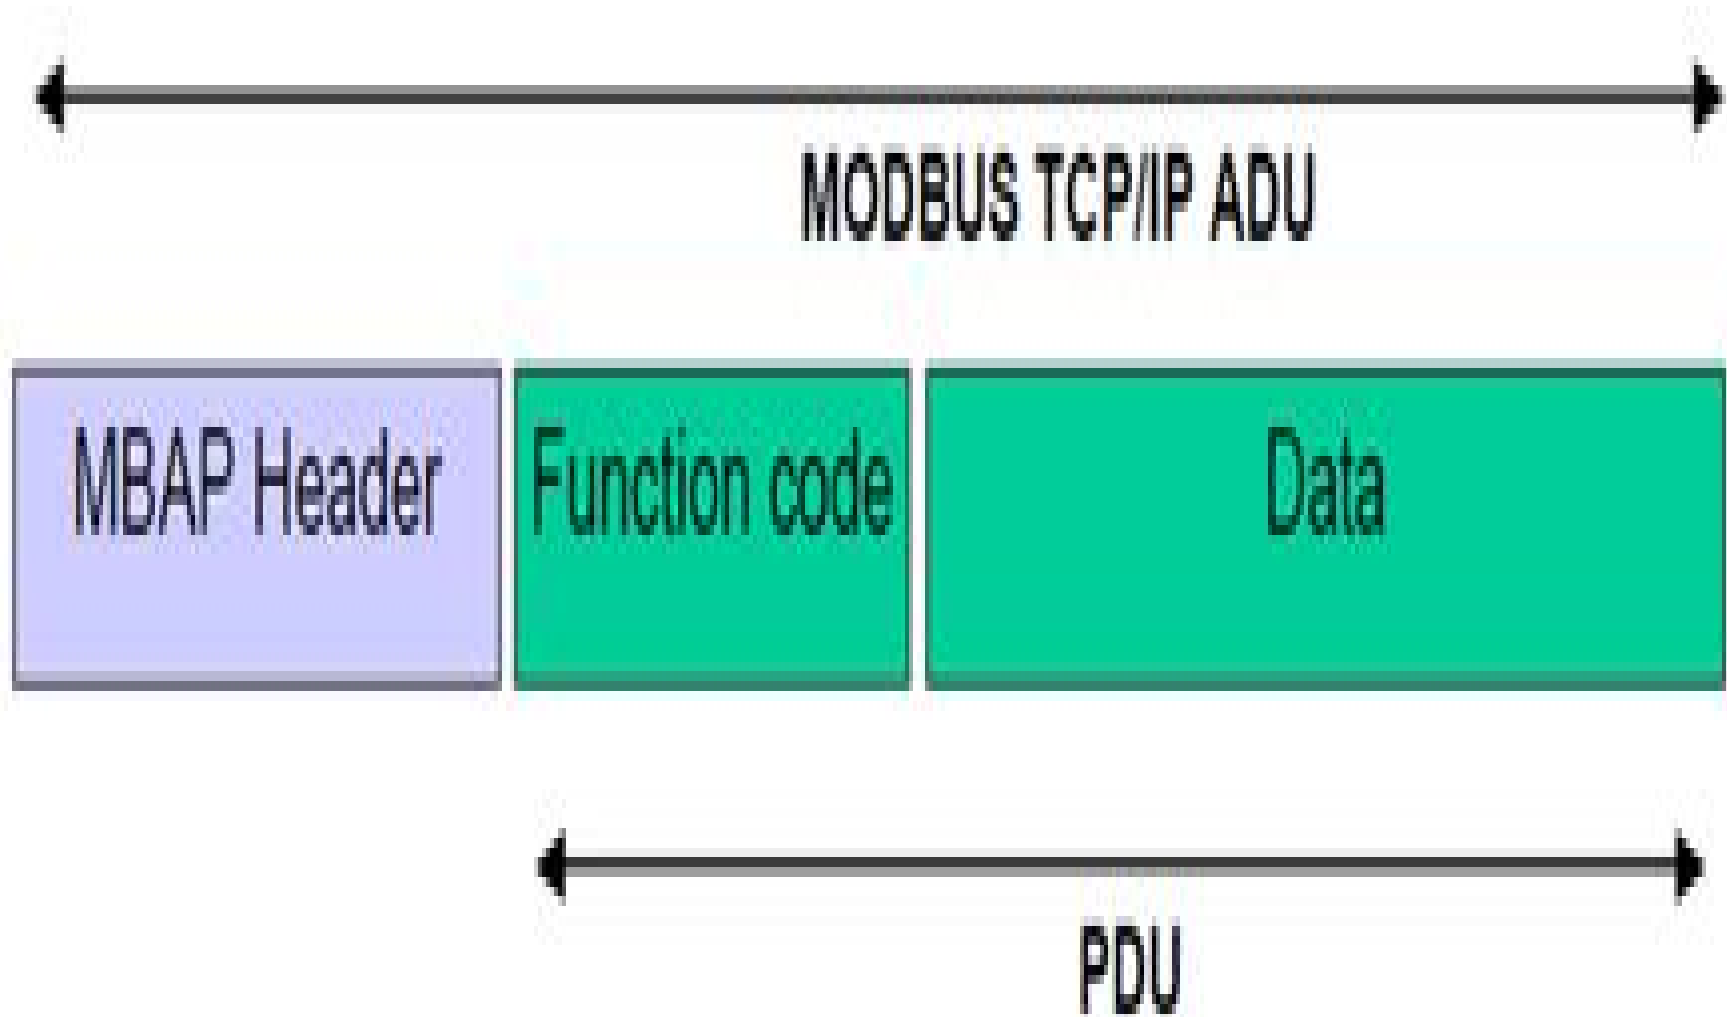 MODBUS TCP/IP ADU
MBAP Header
Function code
Data
PDU